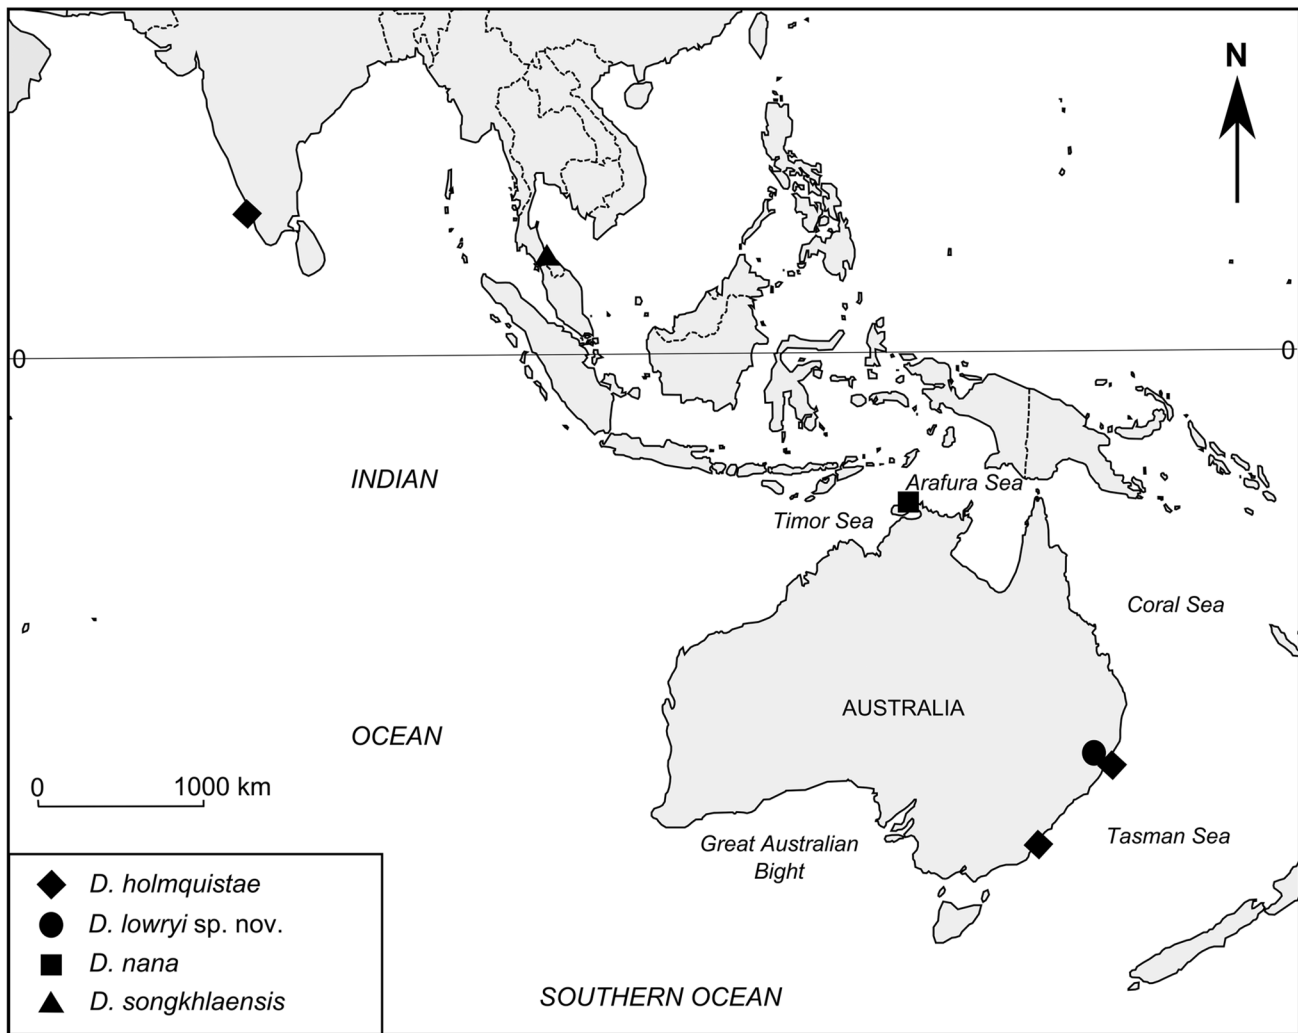 N
0
0
INDIAN
Arafura Sea
Timor Sea
Coral Sea
AUSTRALIA
OCEAN
0 1000 km
Great Australian
Bight
Tasman Sea
D. holmquistae
D. lowryi sp. nov.
D. nana
D. songkhlaensis
SOUTHERN OCEAN